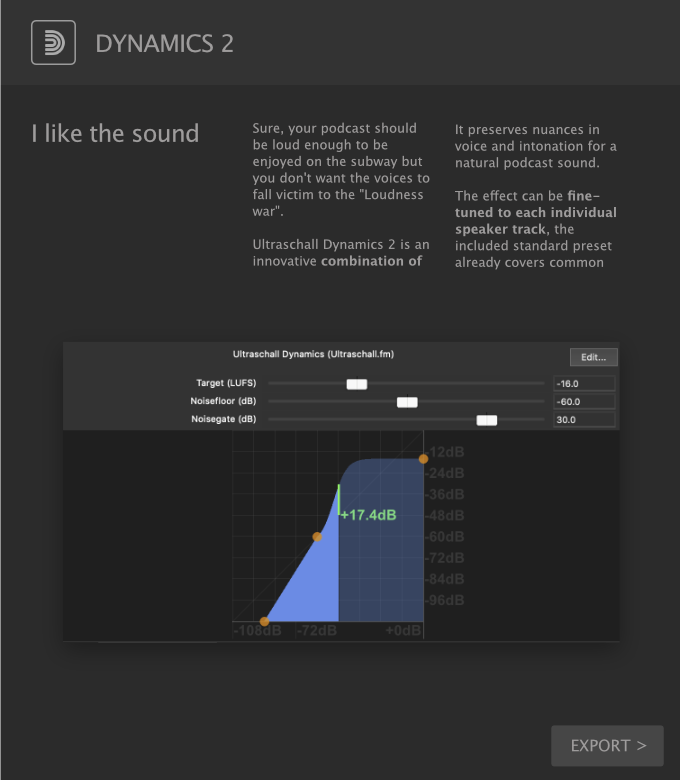 DYNAMICS 2
I like the sound
Sure, your podcast should
be loud enough to be
enjoyed on the subway but
you don't want the voices to
fall victim to the "Loudness
war".
Ultraschall Dynamics 2 is an
innovative combination of
It preserves nuances in
voice and intonation for a
natural podcast sound.
The effect can be fine-
tuned to each individual
speaker track, the
included standard preset
already covers common
Ultraschall Dynamics (Ultraschall.fm)
Edit...
Target (LUFS)
-16.0
Noisefloor (dB)
-60.0
Noisegate (dB)
30.0
-12dB
-24dB
-36dB
+17.4dB
-48dB
-60dB
-72dB
-84dB
-96dB
-108dB
-72dB
+0dB
EXPORT >